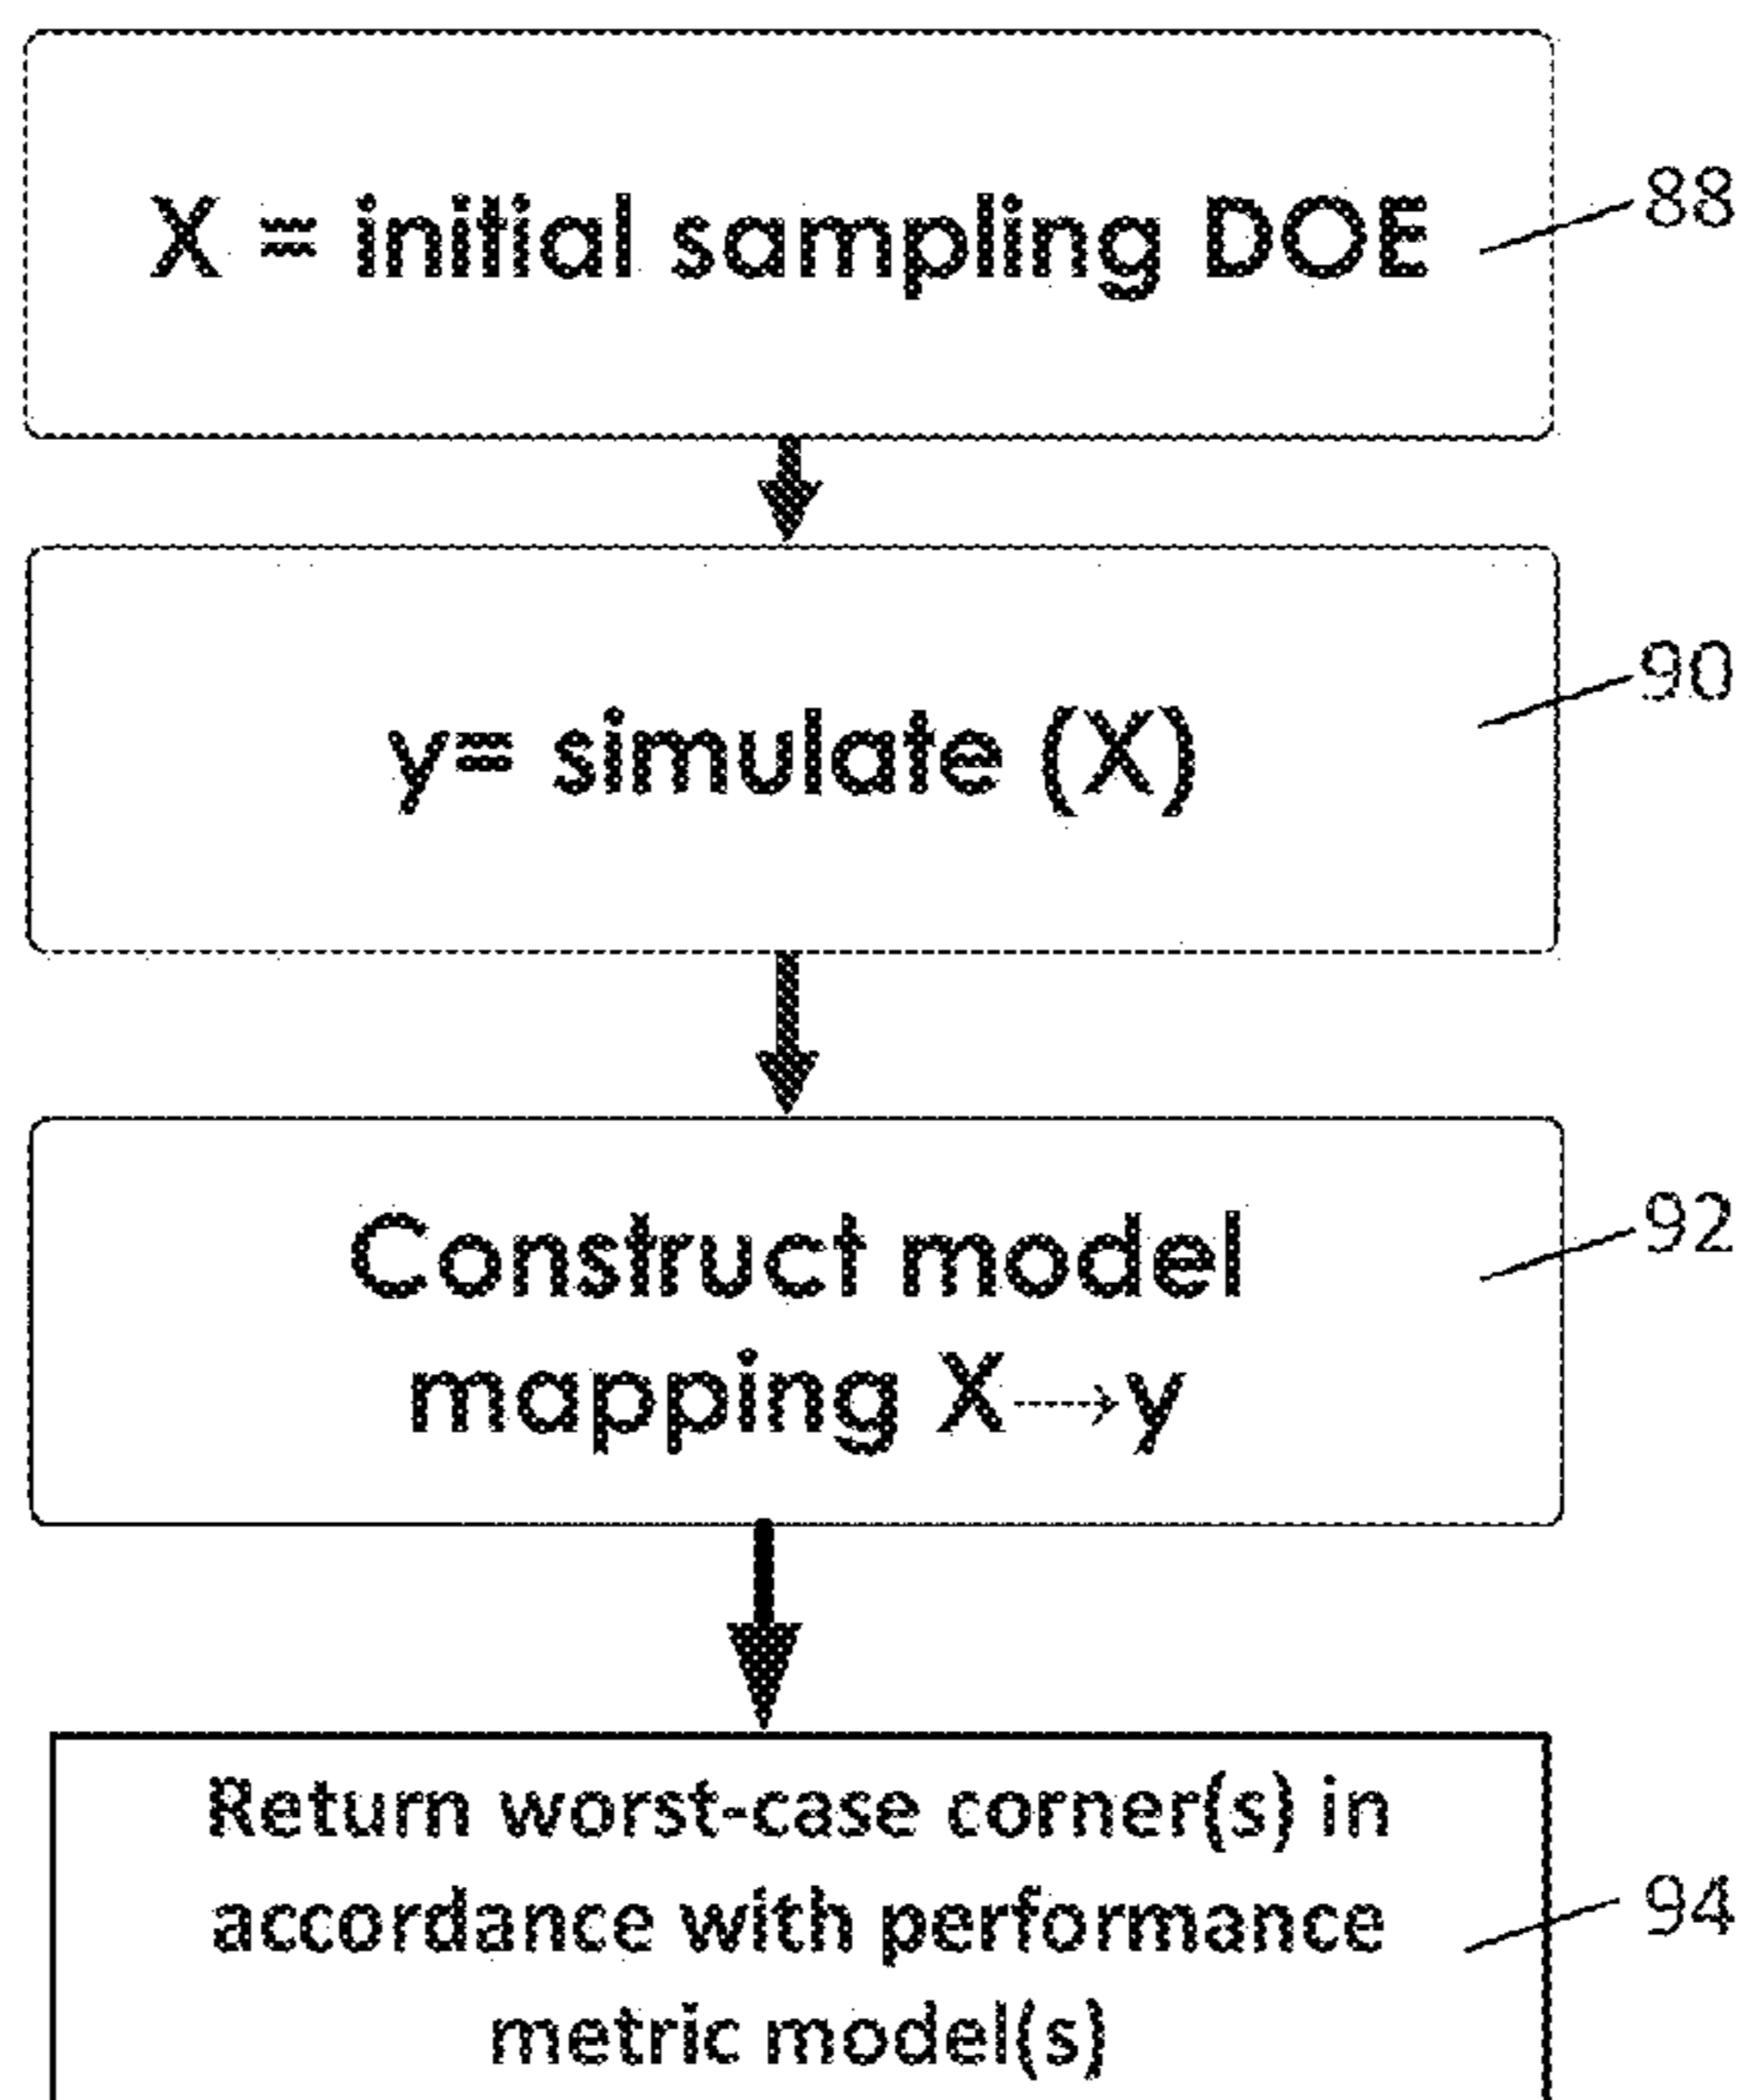 X = initial sampling DOE
88
y= simulate (X)
90
Construct model
mapping X→y
92
Return worst-case corner(s) in
accordance with performance
metric model(s)
94